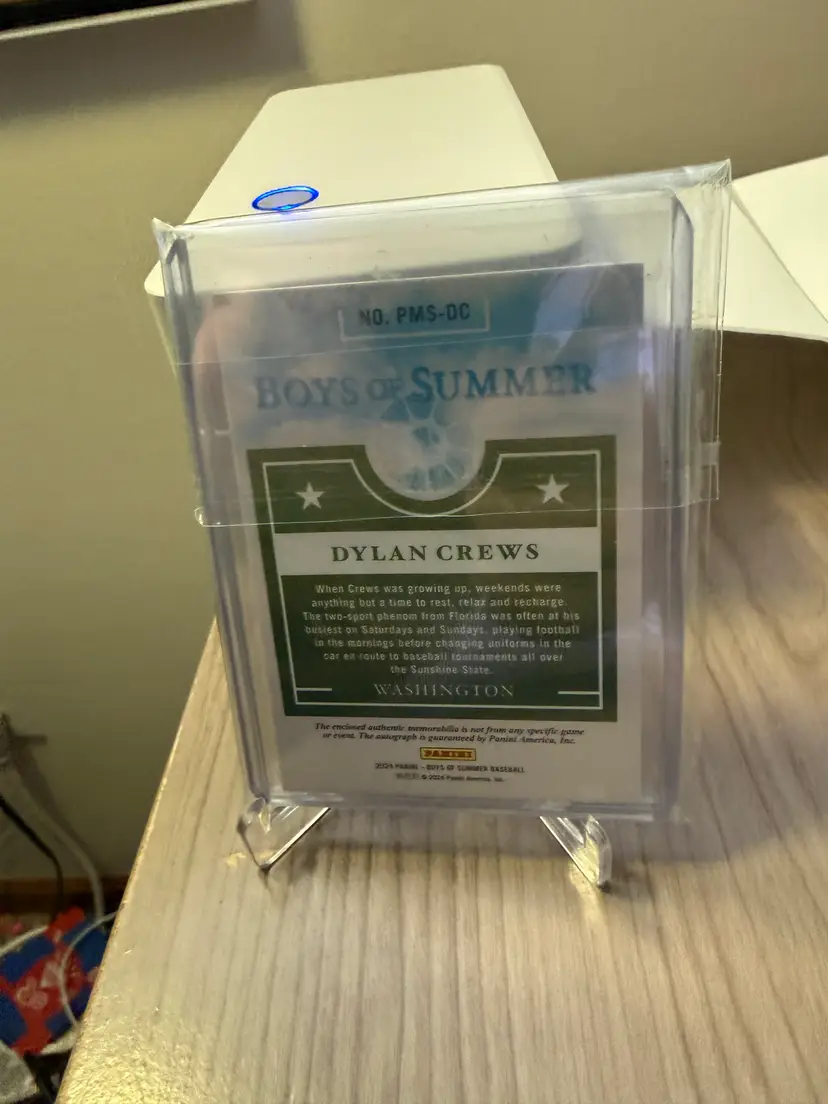 NO. PMS-DC
BOYS OF SUMMER
DYLAN CREWS
When Crews was growing up, weekends were
anything but a time to rest, relax and recharge.
The two-sport phenom from Florida was often at his
busiest on Saturdays and Sundays, playing football
in the mornings before changing uniforms in the
car en route to baseball tournaments all over
the Sunshine State.
WASHINGTON
The enclosed authentic memorabilia is not from any specific game
or event. The autograph is guaranteed by Panini America, Inc.
PANINI
2024 PANINI - BOYS OF SUMMER BASEBALL
© 2024 Panini America, Inc.